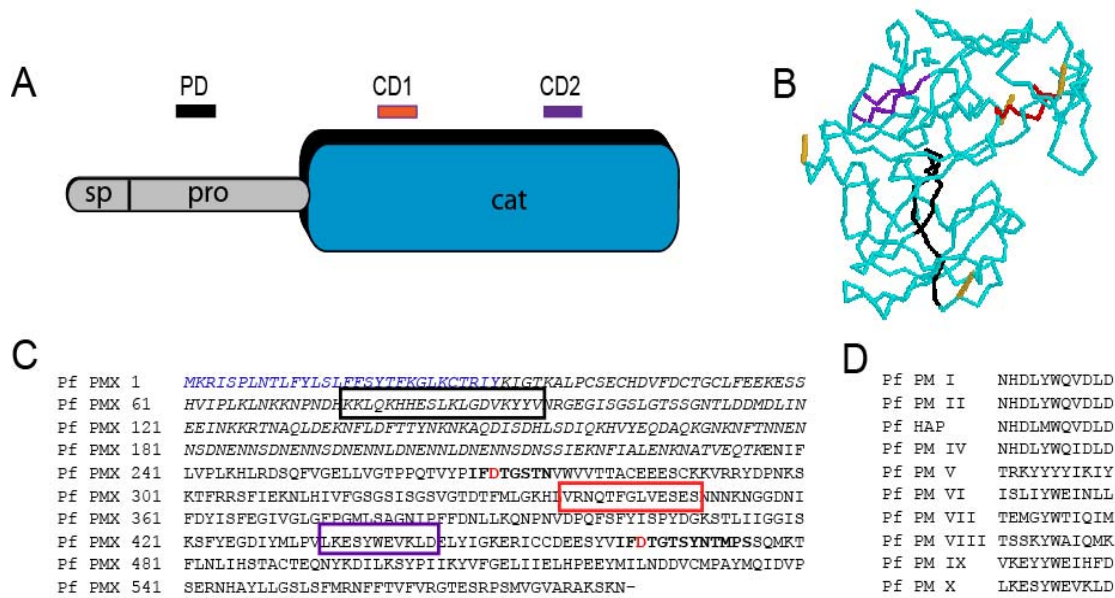 A
PD
CD1
CD2
sp
pro
cat
B
C
Pf PMX 1 MKRISPLNTLFYLSLFFSYTFKGLKCTRIYKIGTKALPCSECHDVFDCTGCLFEEKESS
Pf PMX 61 HVIPLKLNKKNPNDHKKLQKHHESLKLGDVKYYVNRGEGISGSLGTSSGNTLDDMDLIN
Pf PMX 121 EEINKKRTNAQLDEKNFLDFTTYNKNKAQDISDHLSDIQKHVYEQDAQKGNKNFTNNEN
Pf PMX 181 NSDNENNSDNENNSDNENNLDNENNSDNENNSSIEKNFIALENKNATVEQTKENIF
Pf PMX 241 LVPLKHLRDSQFVGELLVGTPPQTVYPIFDTGSTNVWVVTTACEEESCKKVRRYDPNKS
Pf PMX 301 KTFRRSFIEKNLHIVFGSGSISGSVGTDTFMLGKHIVRNQTFGLVESESNNNKNGGDNI
Pf PMX 361 FDYISFEGIVGLGFPGMLSAGNIPFFDNLLKQNPNVDPQFSFYISPYDGKSTLIIGGIS
Pf PMX 421 KSFYEGDIYMLPVLKESYWEVKLDELYIGKERICCDEESYVIFDTGTSYNTMPSSQMKT
Pf PMX 481 FLNLIHSTACTEQNYKDILKSYPIIKYVFGELIIELHPEEYMILNDDVCMPAYMQIDVP
Pf PMX 541 SERNHAYLLGSLSFMRNFFTVFVRGTESRPSMVGVARAKSKN-
D
Pf PM I NHDLYWQVDLD
Pf PM II NHDLYWQVDLD
Pf HAP NHDLMWQVDLD
Pf PM IV NHDLYWQIDLD
Pf PM V TRKYYYYIKIY
Pf PM VI ISLIYWEINLL
Pf PM VII TEMGYWTIQIM
Pf PM VIII TSSKYWAIQMK
Pf PM IX VKEYYWEIHFD
Pf PM X LKESYWEVKLD